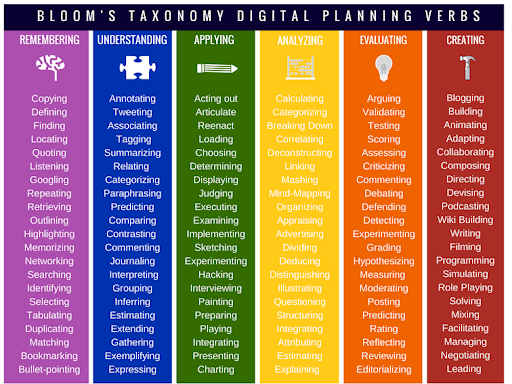 BLOOM'S TAXONOMY DIGITAL PLANNING VERBS
REMEMBERING
Copying
Defining
Finding
Locating
Quoting
Listening
Googling
Repeating
Retrieving
Outlining
Highlighting
Memorizing
Networking
Searching
Identifying
Selecting
Tabulating
Duplicating
Matching
Bookmarking
Bullet-pointing
UNDERSTANDING
Annotating
Tweeting
Associating
Tagging
Summarizing
Relating
Categorizing
Paraphrasing
Predicting
Comparing
Contrasting
Commenting
Journaling
Interpreting
Grouping
Inferring
Estimating
Extending
Gathering
Exemplifying
Expressing
APPLYING
Acting out
Articulate
Reenact
Loading
Choosing
Determining
Displaying
Judging
Executing
Examining
Implementing
Sketching
Experimenting
Hacking
Interviewing
Painting
Preparing
Playing
Integrating
Presenting
Charting
ANALYZING
Calculating
Categorizing
Breaking Down
Correlating
Deconstructing
Linking
Mashing
Mind-Mapping
Organizing
Appraising
Advertising
Dividing
Deducing
Distinguishing
Illustrating
Questioning
Structuring
Integrating
Attributing
Estimating
Explaining
EVALUATING
Arguing
Validating
Testing
Scoring
Assessing
Criticizing
Commenting
Debating
Defending
Detecting
Experimenting
Grading
Hypothesizing
Measuring
Moderating
Posting
Predicting
Rating
Reflecting
Reviewing
Editorializing
CREATING
Blogging
Building
Animating
Adapting
Collaborating
Composing
Directing
Devising
Podcasting
Wiki Building
Writing
Filming
Programming
Simulating
Role Playing
Solving
Mixing
Facilitating
Managing
Negotiating
Leading